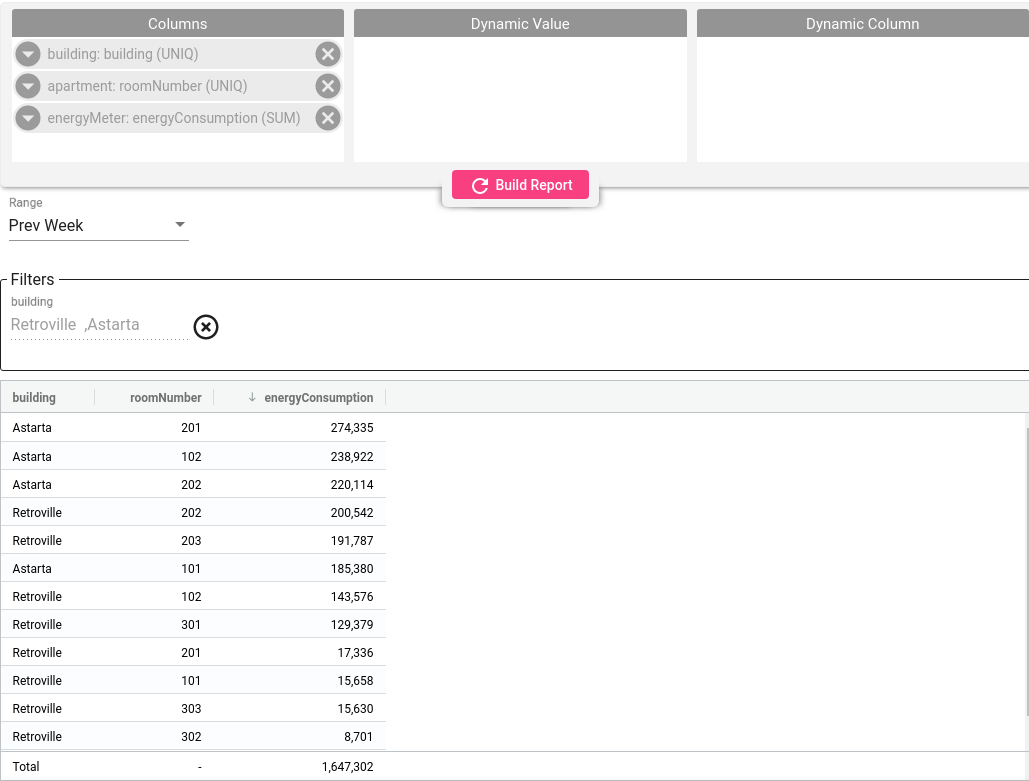 Columns Dynamic Value Dynamic Column
building: building (UNIQ)
apartment: roomNumber (UNIQ)
energyMeter: energyConsumption (SUM)
Build Report
Range
Prev Week
Filters
building
Retroville ,Astarta
building roomNumber energyConsumption
Astarta 201 274,335
Astarta 102 238,922
Astarta 202 220,114
Retroville 202 200,542
Retroville 203 191,787
Astarta 101 185,380
Retroville 102 143,576
Retroville 301 129,379
Retroville 201 17,336
Retroville 101 15,658
Retroville 303 15,630
Retroville 302 8,701
Total - 1,647,302